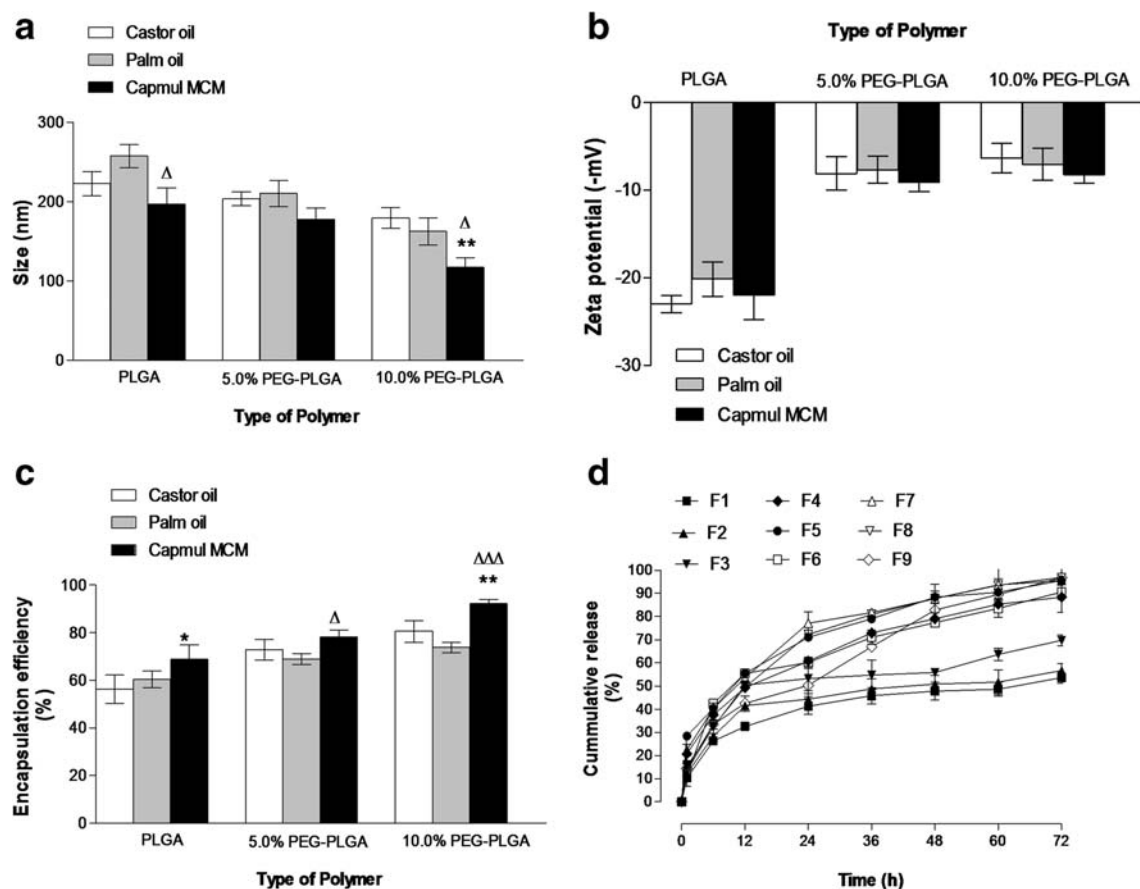 a
Castor oil
Palm oil
Capmul MCM
300
200
100
0
Size (nm)
Δ
Δ
**
PLGA
5.0% PEG-PLGA
10.0% PEG-PLGA
Type of Polymer
b
Type of Polymer
PLGA
5.0% PEG-PLGA
10.0% PEG-PLGA
0
-10
-20
-30
Zeta potential (-mV)
Castor oil
Palm oil
Capmul MCM
c
Castor oil
Palm oil
Capmul MCM
100
80
60
40
20
0
Encapsulation efficiency
(%)
*
Δ
ΔΔΔ
**
PLGA
5.0% PEG-PLGA
10.0% PEG-PLGA
Type of Polymer
d
F1 F4 F7
F2 F5 F8
F3 F6 F9
100
90
80
70
60
50
40
30
20
10
0
Cummulative release
(%)
0 12 24 36 48 60 72
Time (h)